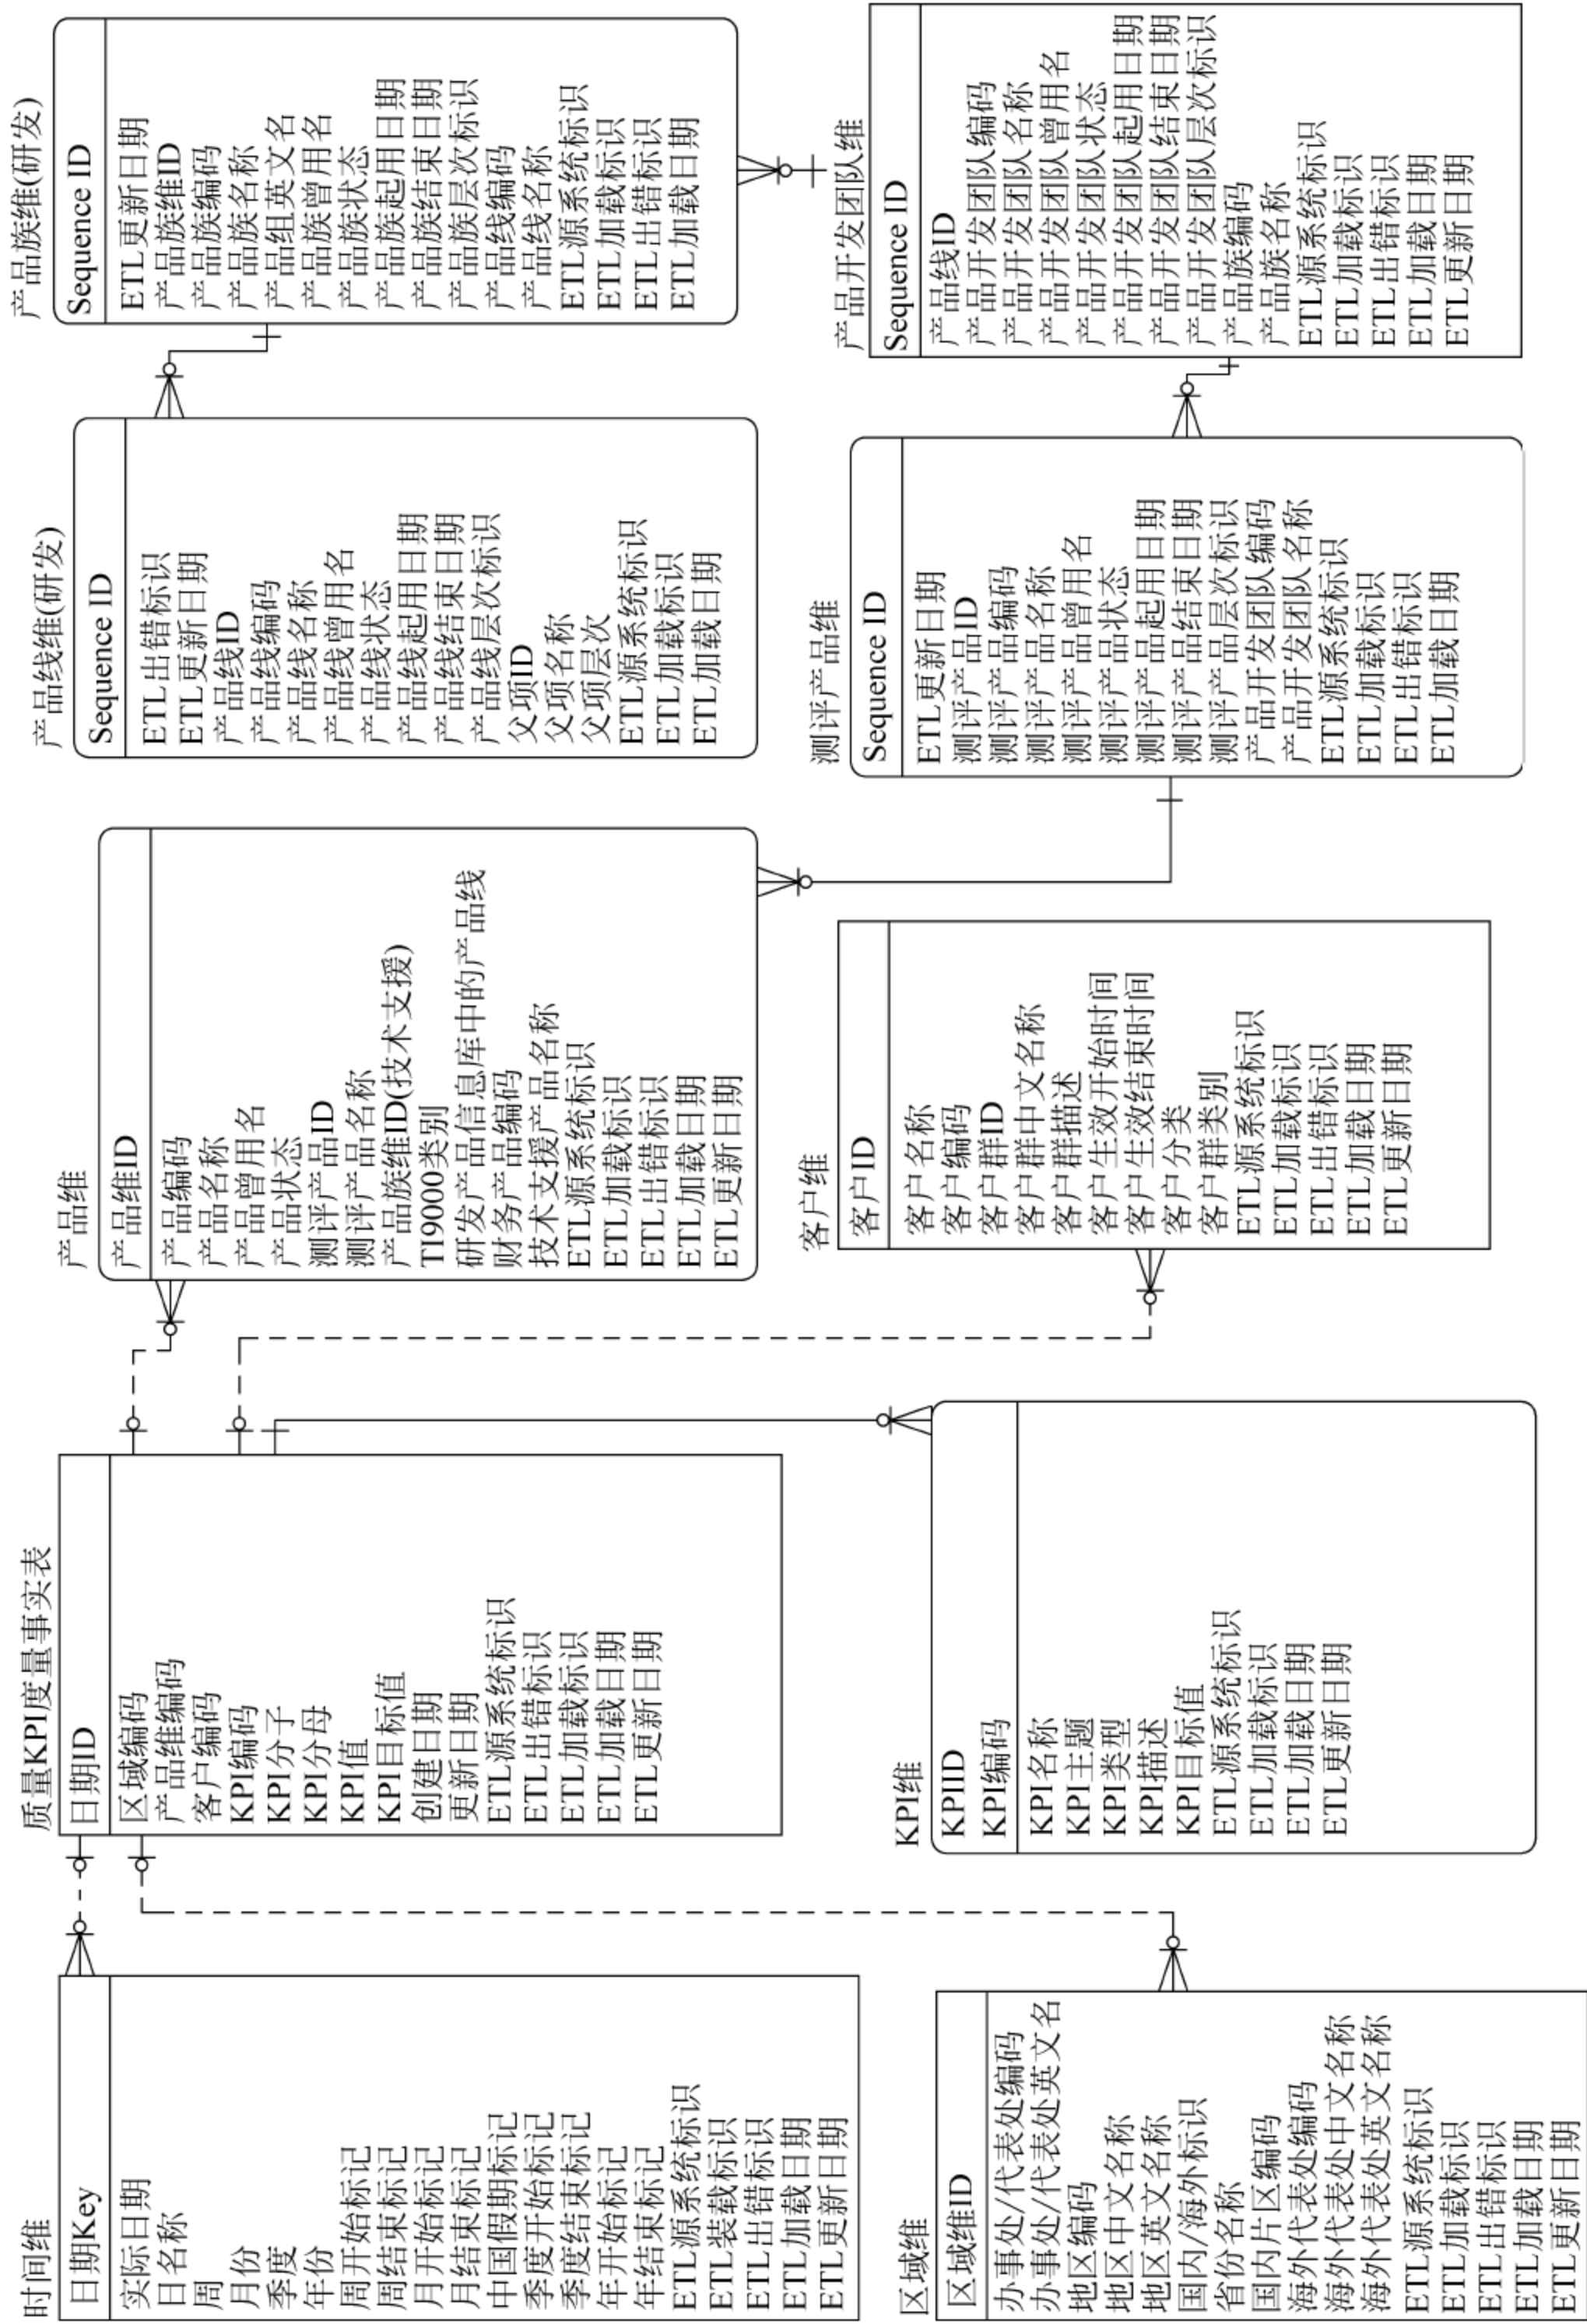 时间维
日期Key
实际日期
日名称
周
月份
季度
年份
周开始标记
周结束标记
月开始标记
月结束标记
中国假期标记
季度开始标记
季度结束标记
年开始标记
年结束标记
ETL源系统标识
ETL装载标识
ETL出错标识
ETL加载日期
ETL更新日期
质量KPI度量事实表
日期ID
区域编码
产品维编码
客户编码
KPI编码
KPI分子
KPI分母
KPI值
KPI目标值
创建日期
更新日期
ETL源系统标识
ETL出错标识
ETL加载标识
ETL加载日期
ETL更新日期
产品维
产品维ID
产品编码
产品名称
产品曾用名
产品状态
测评产品ID
测评产品名称
产品族维ID(技术支援)
TI9000类别
研发产品信息库中的产品线
财务产品编码
技术支援产品名称
ETL源系统标识
ETL加载标识
ETL出错标识
ETL加载日期
ETL更新日期
产品线维(研发)
Sequence ID
ETL出错标识
ETL更新日期
产品线ID
产品线编码
产品线名称
产品线曾用名
产品线状态
产品线起用日期
产品线结束日期
产品线层次标识
父项ID
父项名称
父项层次
ETL源系统标识
ETL加载标识
ETL加载日期
产品族维(研发)
Sequence ID
ETL更新日期
产品族维ID
产品族编码
产品族名称
产品组英文名
产品族曾用名
产品族状态
产品族起用日期
产品族结束日期
产品族层次标识
产品线编码
产品线名称
ETL源系统标识
ETL加载标识
ETL出错标识
ETL加载日期
区域维
区域维ID
办事处/代表处编码
办事处/代表处英文名
地区编码
地区中文名称
地区英文名称
国内/海外标识
省份名称
国内片区编码
海外代表处编码
海外代表处中文名称
海外代表处英文名称
ETL源系统标识
ETL加载标识
ETL出错标识
ETL加载日期
ETL更新日期
KPI维
KPIID
KPI编码
KPI名称
KPI主题
KPI类型
KPI描述
KPI目标值
ETL源系统标识
ETL加载标识
ETL加载日期
ETL更新日期
客户维
客户ID
客户名称
客户编码
客户群ID
客户群中文名称
客户群描述
客户生效开始时间
客户生效结束时间
客户分类
客户群类别
ETL源系统标识
ETL加载标识
ETL出错标识
ETL加载日期
ETL更新日期
测评产品维
Sequence ID
ETL更新日期
测评产品ID
测评产品编码
测评产品名称
测评产品曾用名
测评产品状态
测评产品起用日期
测评产品结束日期
测评产品层次标识
产品开发团队编码
产品开发团队名称
ETL源系统标识
ETL加载标识
ETL出错标识
ETL加载日期
产品开发团队维
Sequence ID
产品线ID
产品开发团队编码
产品开发团队名称
产品开发团队曾用名
产品开发团队状态
产品开发团队起用日期
产品开发团队结束日期
产品开发团队层次标识
产品族编码
产品族名称
ETL源系统标识
ETL加载标识
ETL出错标识
ETL加载日期
ETL更新日期